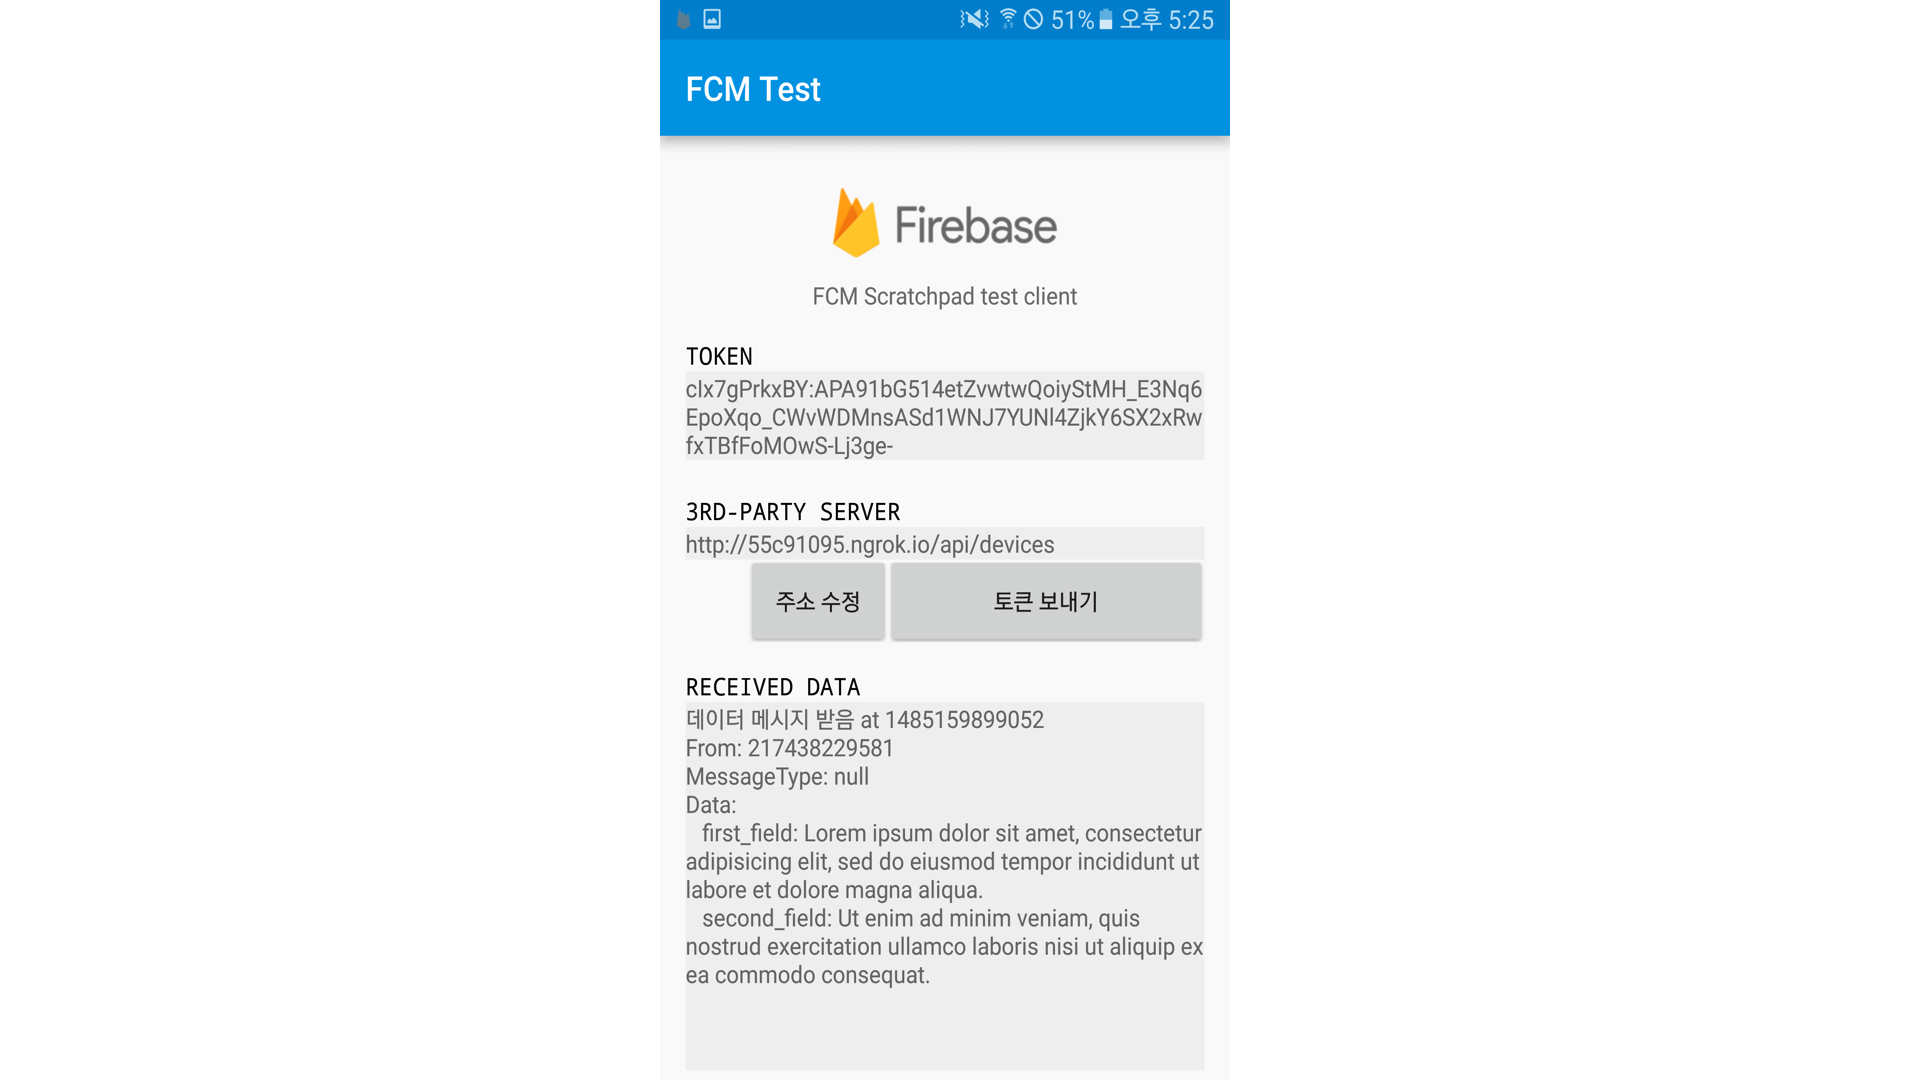 51% 오후 5:25
FCM Test
Firebase
FCM Scratchpad test client
TOKEN
cIx7gPrkxBY:APA91bG514etZvwtwQoiyStMH_E3Nq6
EpoXqo_CWvWDMnsASd1WNJ7YUNl4ZjkY6SX2xRw
fxTBfFoMOwS-Lj3ge-
3RD-PARTY SERVER
http://55c91095.ngrok.io/api/devices
주소 수정 토큰 보내기
RECEIVED DATA
데이터 메시지 받음 at 1485159899052
From: 217438229581
MessageType: null
Data:
first_field: Lorem ipsum dolor sit amet, consectetur
adipisicing elit, sed do eiusmod tempor incididunt ut
labore et dolore magna aliqua.
second_field: Ut enim ad minim veniam, quis
nostrud exercitation ullamco laboris nisi ut aliquip ex
ea commodo consequat.